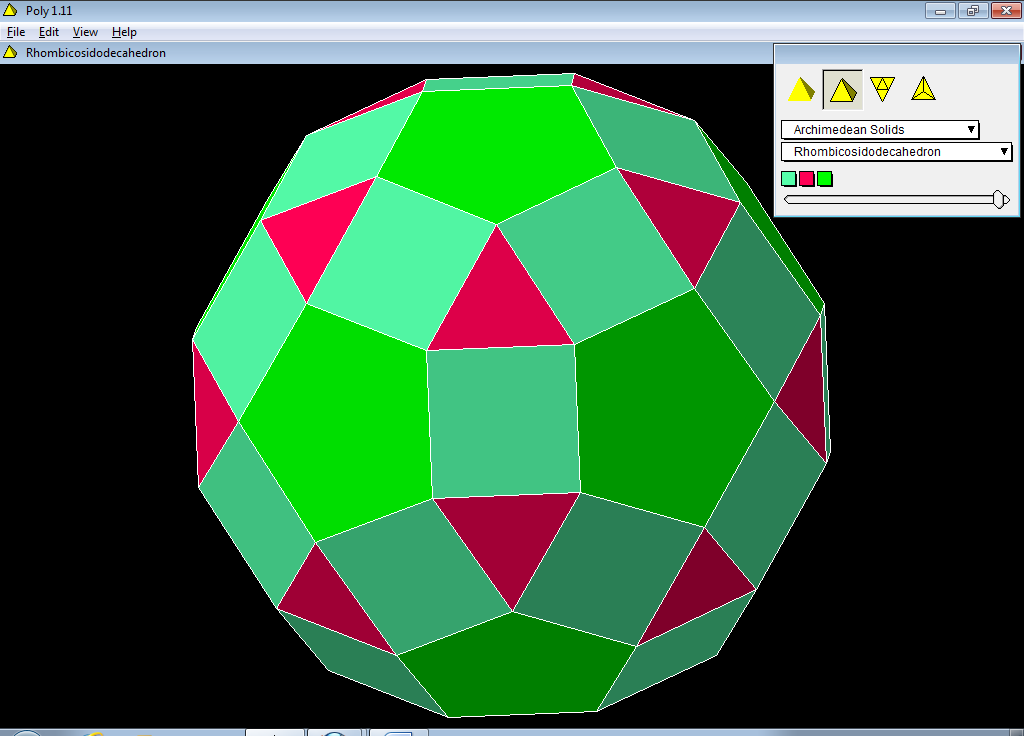 Poly 1.11
File Edit View Help
Rhombicosidodecahedron
Archimedean Solids
Rhombicosidodecahedron